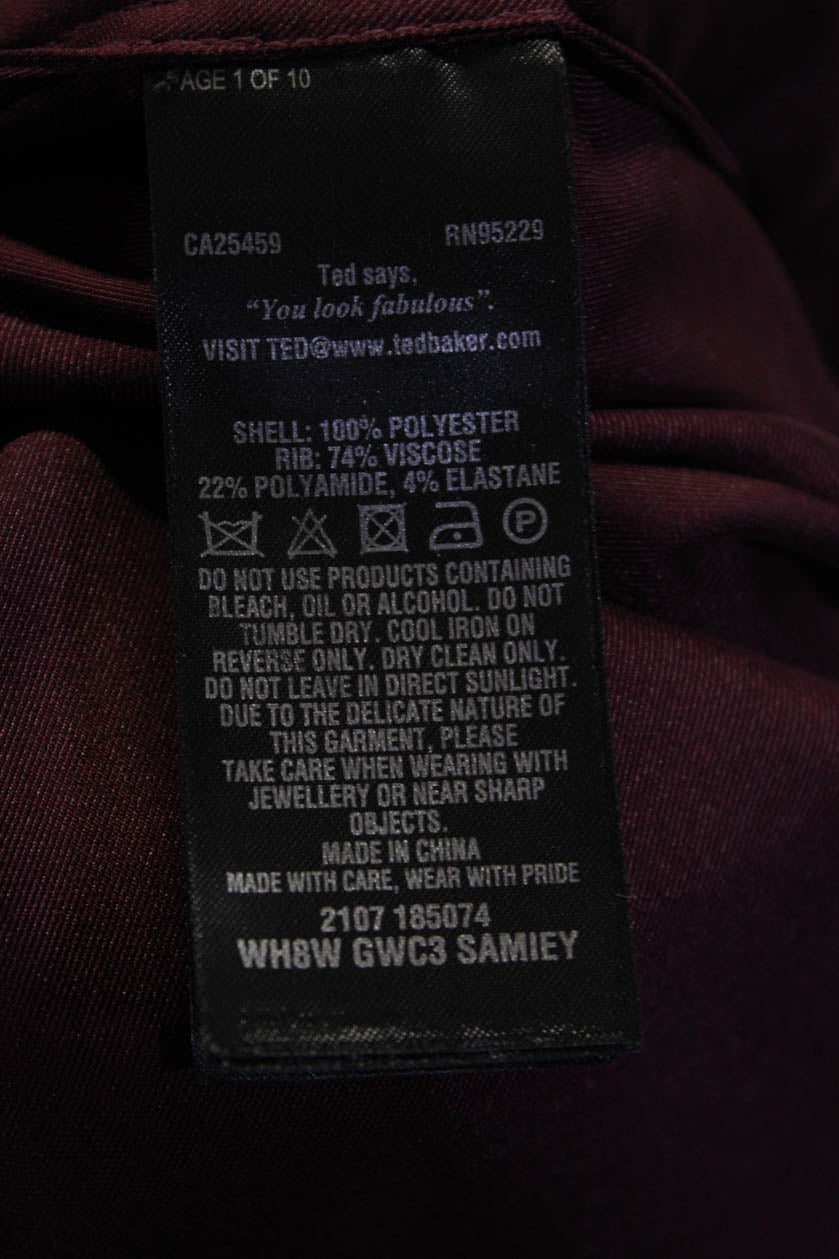 AGE 1 OF 10
CA25459 RN95229
Ted says,
“You look fabulous”.
VISIT TED@www.tedbaker.com
SHELL: 100% POLYESTER
RIB: 74% VISCOSE
22% POLYAMIDE, 4% ELASTANE
P
DO NOT USE PRODUCTS CONTAINING
BLEACH, OIL OR ALCOHOL. DO NOT
TUMBLE DRY. COOL IRON ON
REVERSE ONLY. DRY CLEAN ONLY.
DO NOT LEAVE IN DIRECT SUNLIGHT.
DUE TO THE DELICATE NATURE OF
THIS GARMENT, PLEASE
TAKE CARE WHEN WEARING WITH
JEWELLERY OR NEAR SHARP
OBJECTS.
MADE IN CHINA
MADE WITH CARE, WEAR WITH PRIDE
2107 185074
WH8W GWC3 SAMIEY